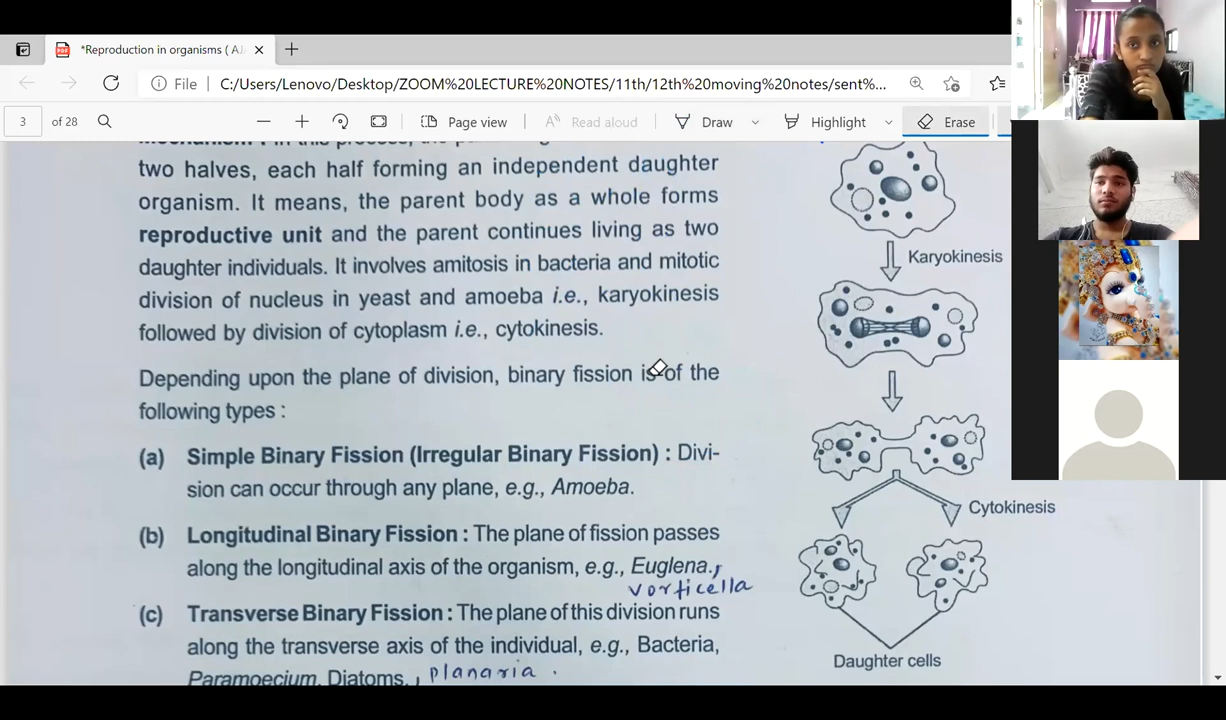 *Reproduction in organisms ( AJ
File
C:/Users/Lenovo/Desktop/ZOOM%20LECTURE%20NOTES/11th/12th%20moving%20notes/sent%...
3 of 28
Page view
Read aloud
Draw
Highlight
Erase
two halves, each half forming an independent daughter
organism. It means, the parent body as a whole forms
reproductive unit and the parent continues living as two
daughter individuals. It involves amitosis in bacteria and mitotic
division of nucleus in yeast and amoeba i.e., karyokinesis
followed by division of cytoplasm i.e., cytokinesis.
Depending upon the plane of division, binary fission is of the
following types :
(a) Simple Binary Fission (Irregular Binary Fission) : Divi-
sion can occur through any plane, e.g., Amoeba.
(b) Longitudinal Binary Fission : The plane of fission passes
along the longitudinal axis of the organism, e.g., Euglena.,
vorticella
(c) Transverse Binary Fission : The plane of this division runs
along the transverse axis of the individual, e.g., Bacteria,
Paramoecium, Diatoms., planaria .
Karyokinesis
Cytokinesis
Daughter cells